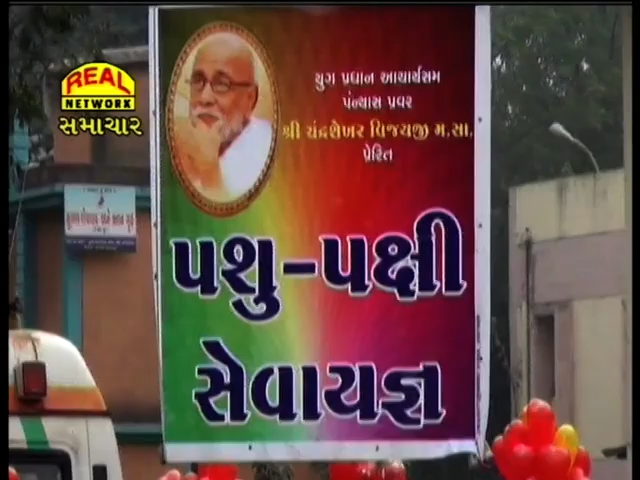 REAL
NETWORK
સમાચાર
યુગ પ્રધાન આચાર્યસમ
પંન્યાસ પ્રવર
શ્રી ચંદ્રશેખર વિજયજી મ.સા.
પ્રેરિત
પશુ-પક્ષી
સેવાયજ્ઞ